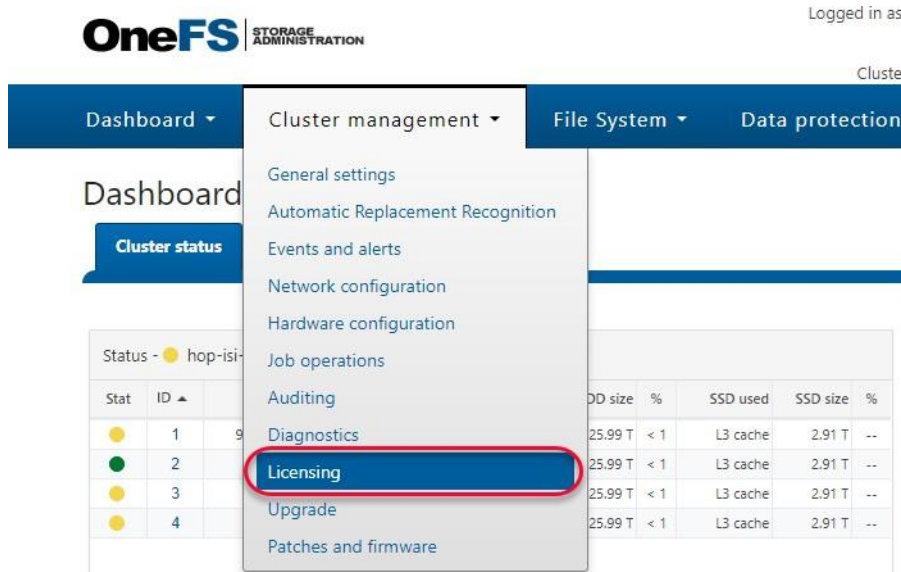 Logged in as
OneFS STORAGE ADMINISTRATION
Cluste
Dashboard Cluster management File System Data protection
General settings
Dashboard
Automatic Replacement Recognition
Cluster status
Events and alerts
Network configuration
Hardware configuration
Status - hop-isi-
Job operations
Stat ID Auditing DD size % SSD used SSD size %
1 9 Diagnostics 25.99 T < 1 L3 cache 2.91 T --
2 Licensing 25.99 T < 1 L3 cache 2.91 T --
3 25.99 T < 1 L3 cache 2.91 T --
Upgrade
4 25.99 T < 1 L3 cache 2.91 T --
Patches and firmware